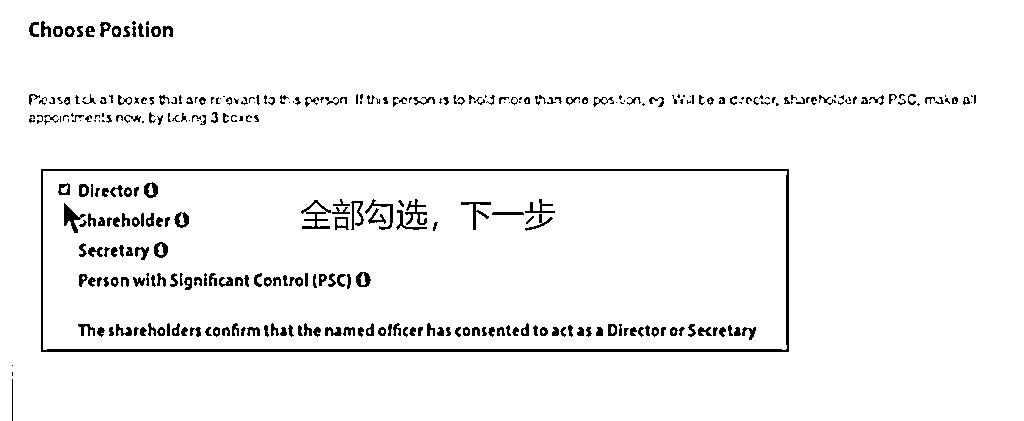 Choose Position
Please tick all boxes that are relevant to this person. If this person is to hold more than one position, eg. Will be a director, shareholder and PSC, make all
appointments now, by ticking 3 boxes
Director
Shareholder
全部勾选，下一步
Secretary
Person with Significant Control (PSC)
The shareholders confirm that the named officer has consented to act as a Director or Secretary